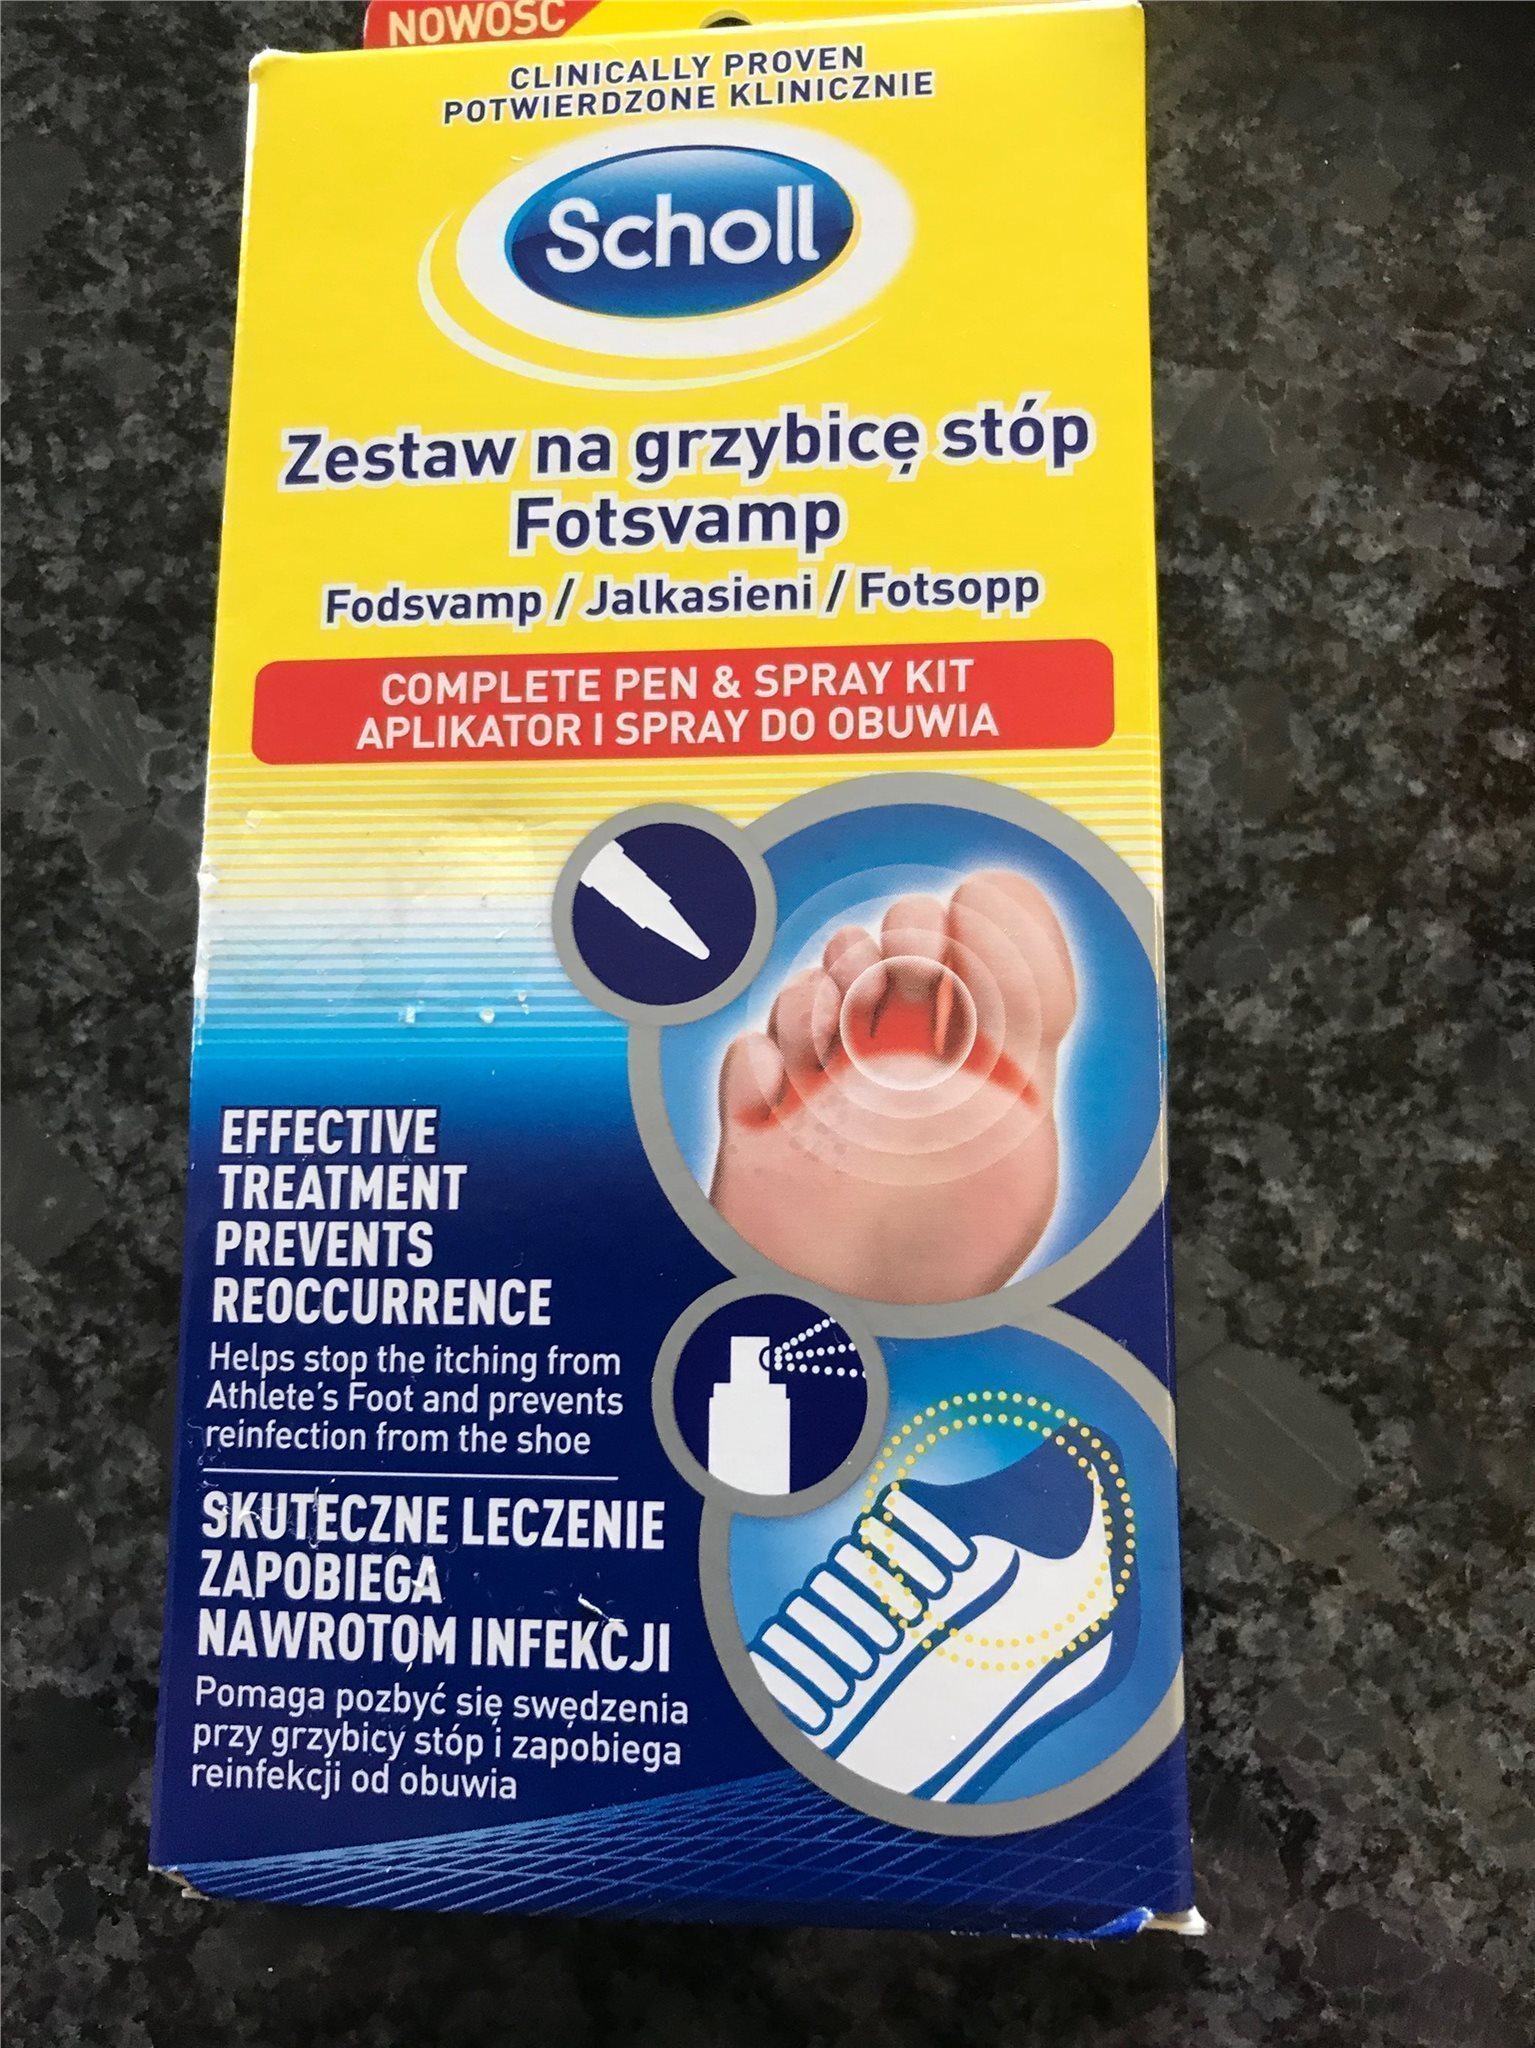 NOWOŚĆ
CLINICALLY PROVEN
POTWIERDZONE KLINICZNIE
Scholl
Zestaw na grzybicę stóp
Fotsvamp
Fodsvamp / Jalkasieni / Fotsopp
COMPLETE PEN & SPRAY KIT
APLIKATOR I SPRAY DO OBUWIA
EFFECTIVE
TREATMENT
PREVENTS
REOCCURRENCE
Helps stop the itching from
Athlete's Foot and prevents
reinfection from the shoe
SKUTECZNE LECZENIE
ZAPOBIEGA
NAWROTOM INFEKCJI
Pomaga pozbyć się swędzenia
przy grzybicy stóp i zapobiega
reinfekcji od obuwia